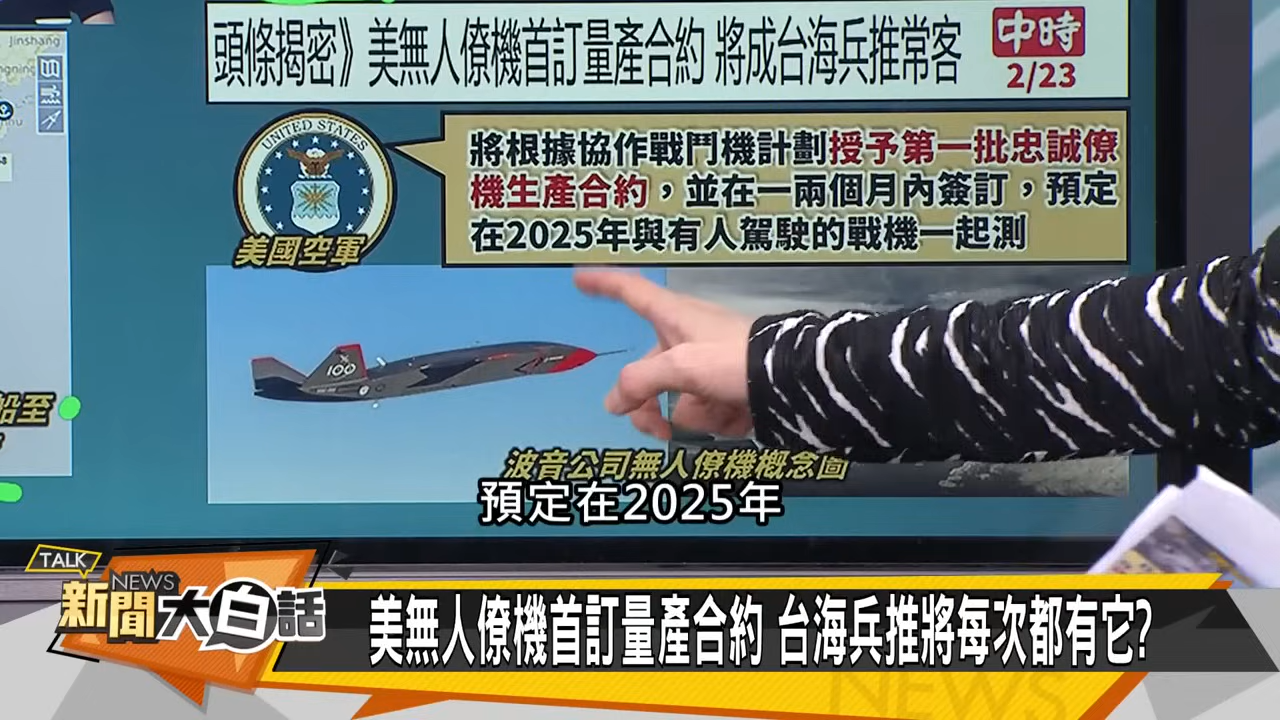 Jinshang
頭條揭密》美無人僚機首訂量產合約 將成台海兵推常客
中時
2/23
UNITED STATES
將根據協作戰鬥機計劃授予第一批忠誠僚
機生產合約，並在一兩個月內簽訂，預定
在2025年與有人駕駛的戰機一起測
美國空軍
100
船至
波音公司無人僚機概念圖
預定在2025年
TALK
NEWS
新聞大白話
美無人僚機首訂量產合約 台海兵推將每次都有它?
NEWS